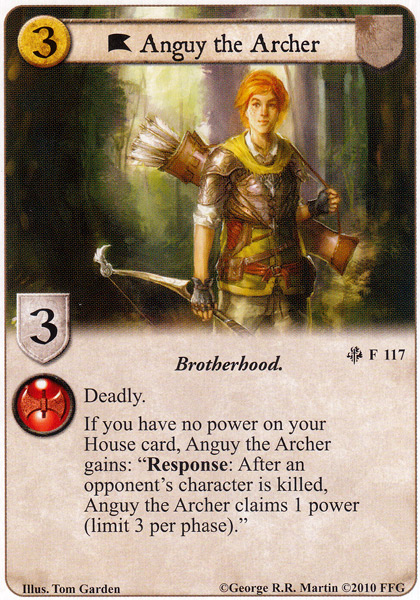 3
Anguy the Archer
3
Brotherhood.
F 117
Deadly.
If you have no power on your
House card, Anguy the Archer
gains: “Response: After an
opponent’s character is killed,
Anguy the Archer claims 1 power
(limit 3 per phase).”
Illus. Tom Garden
©George R.R. Martin ©2010 FFG